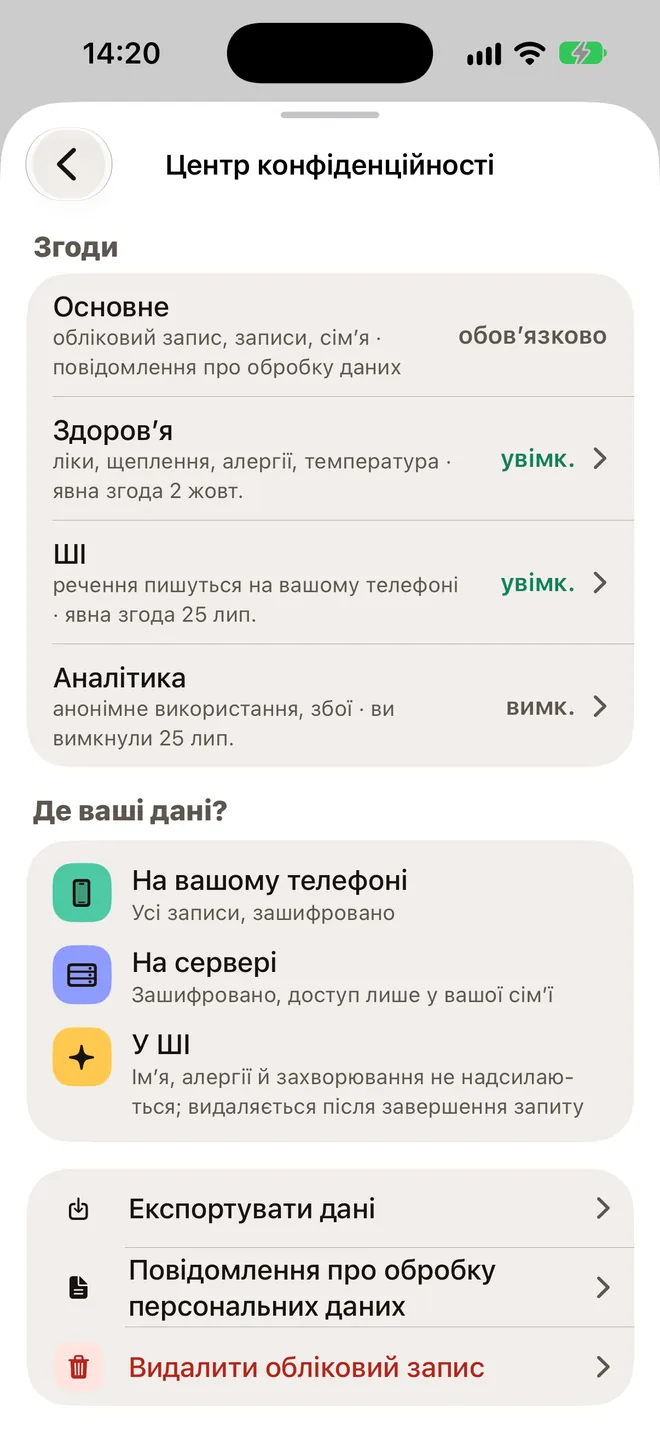 14:20
Центр конфіденційності
Згоди
Основне
обліковий запис, записи, сім’я ·
повідомлення про обробку даних
обов’язково
Здоров’я
ліки, щеплення, алергії, температура ·
явна згода 2 жовт.
увімк.
ШІ
речення пишуться на вашому телефоні
· явна згода 25 лип.
увімк.
Аналітика
анонімне використання, збої · ви
вимкнули 25 лип.
вимк.
Де ваші дані?
На вашому телефоні
Усі записи, зашифровано
На сервері
Зашифровано, доступ лише у вашої сім’ї
У ШІ
Ім’я, алергії й захворювання не надсилаю-
ться; видаляється після завершення запиту
Експортувати дані
Повідомлення про обробку
персональних даних
Видалити обліковий запис